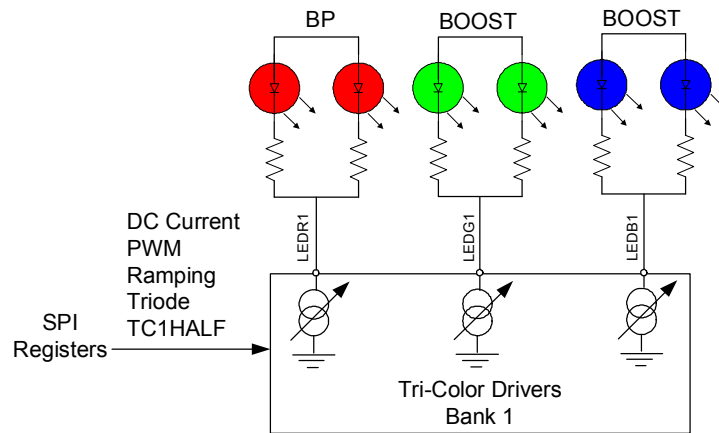 BP
BOOST
BOOST
LEDR1
LEDG1
LEDB1
DC Current
PWM
Ramping
Triode
TC1HALF
SPI
Registers
Tri-Color Drivers
Bank 1